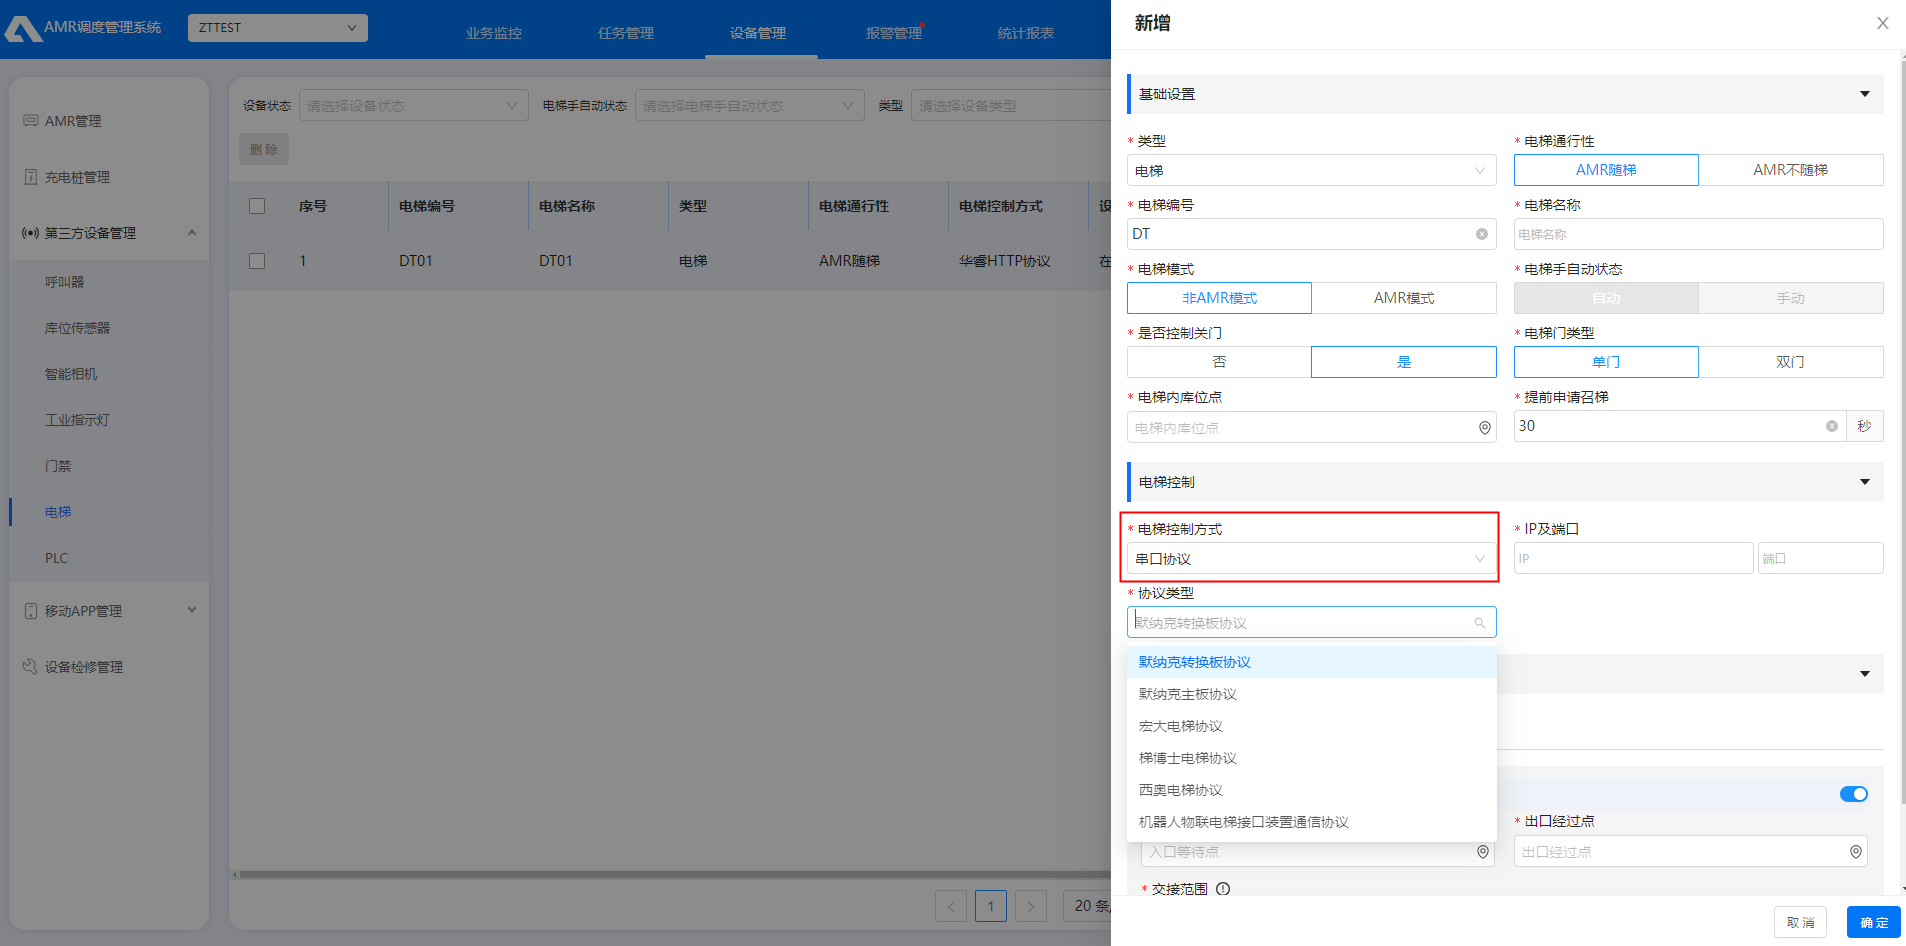 AMR调度管理系统
ZTTEST
业务监控
任务管理
设备管理
报警管理
统计报表
AMR管理
充电桩管理
第三方设备管理
呼叫器
库位传感器
智能相机
工业指示灯
门禁
电梯
PLC
移动APP管理
设备检修管理
设备状态 请选择设备状态
电梯手自动状态 请选择电梯手自动状态
类型 请选择设备类型
删 除
序号 电梯编号 电梯名称 类型 电梯通行性 电梯控制方式 设
1 DT01 DT01 电梯 AMR随梯 华睿HTTP协议 在
< 1 > 20 条
新增
基础设置
* 类型
电梯
* 电梯通行性
AMR随梯 AMR不随梯
* 电梯编号
DT
* 电梯名称
电梯名称
* 电梯模式
非AMR模式 AMR模式
* 电梯手自动状态
自动 手动
* 是否控制关门
否 是
* 电梯门类型
单门 双门
* 电梯内库位点
电梯内库位点
* 提前申请召梯
30 秒
电梯控制
* 电梯控制方式
串口协议
* IP及端口
IP 端口
* 协议类型
默纳克转换板协议
默纳克转换板协议
默纳克主板协议
宏大电梯协议
梯博士电梯协议
西奥电梯协议
机器人物联电梯接口装置通信协议
入口等待点
* 出口经过点
出口经过点
* 交接范围
取 消 确 定